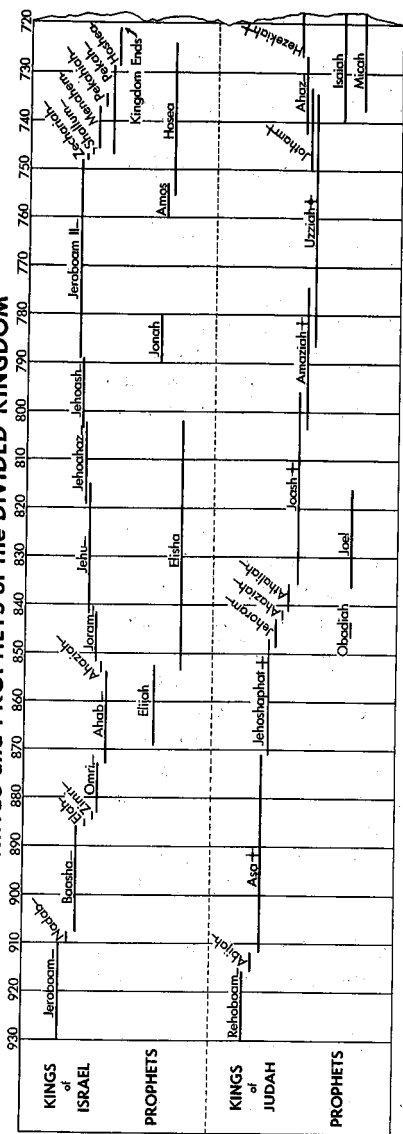 KINGS and PROPHETS of the DIVIDED KINGDOM
930 920 910 900 890 880 870 860 850 840 830 820 810 800 790 780 770 760 750 740 730 720
KINGS
of
ISRAEL
Jeroboam
Nadab
Baasha
Elah
Zimri
Omri
Ahab
Ahaziah
Joram
Jehu
Jehoahaz
Jehoash
Jeroboam II
Zechariah
Shallum
Menahem
Pekahiah
Pekah
Hoshea
Kingdom Ends
PROPHETS
Elijah
Elisha
Jonah
Amos
Hosea
KINGS
of
JUDAH
Rehoboam
Abijah
Asa
Jehoshaphat
Jehoram
Ahaziah
Athaliah
Joash
Amaziah
Uzziah
Jotham
Ahaz
Hezekiah
PROPHETS
Obadiah
Joel
Isaiah
Micah